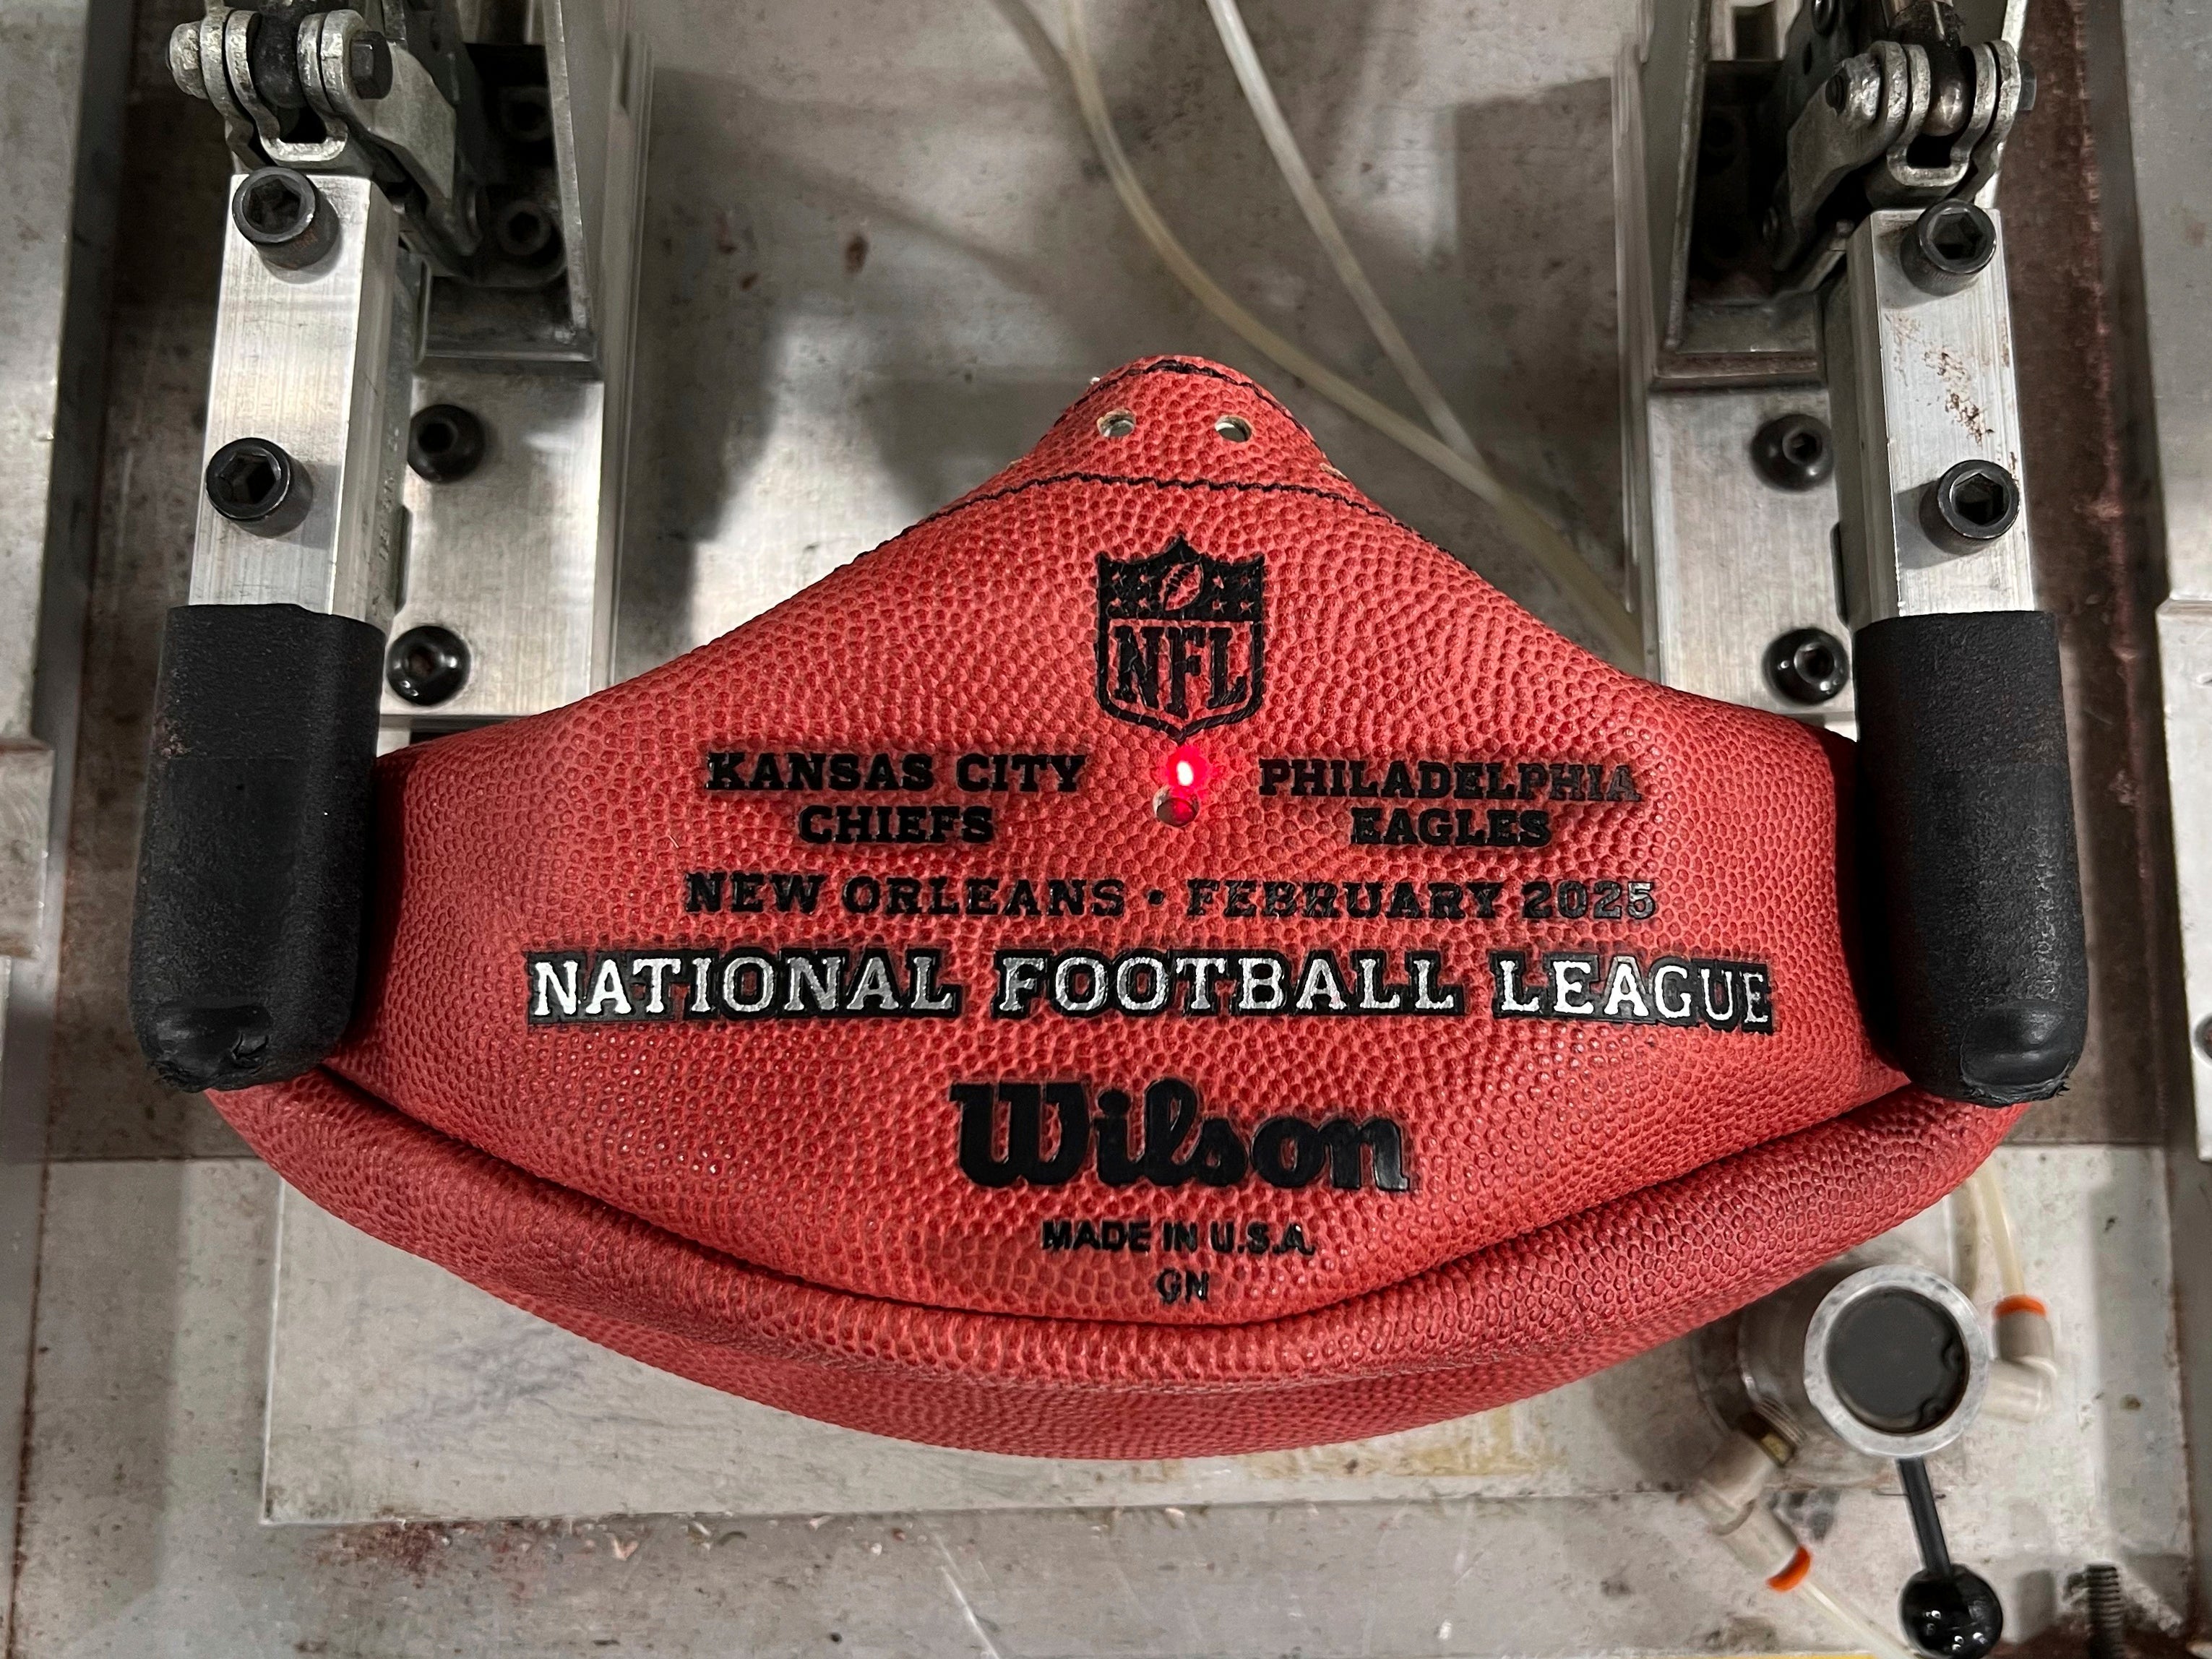 NFL
KANSAS CITY
CHIEFS
PHILADELPHIA
EAGLES
NEW ORLEANS • FEBRUARY 2025
NATIONAL FOOTBALL LEAGUE
Wilson
MADE IN U.S.A.
GN